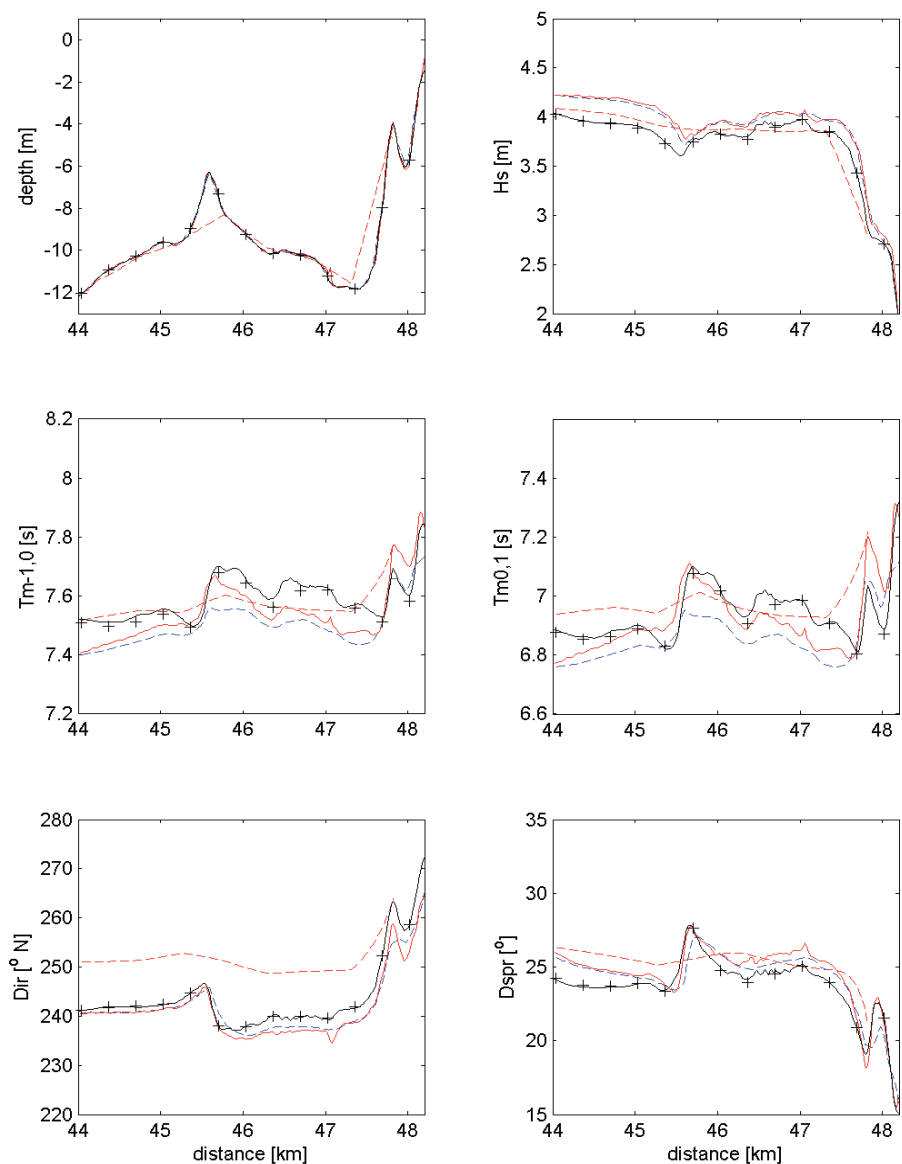 0
-2
-4
-6
-8
-10
-12
depth [m]
44 45 46 47 48
5
4.5
4
3.5
3
2.5
2
Hs [m]
44 45 46 47 48
8.2
8
7.8
7.6
7.4
7.2
Tm-1,0 [s]
44 45 46 47 48
7.4
7.2
7
6.8
6.6
Tm0,1 [s]
44 45 46 47 48
280
270
260
250
240
230
220
Dir [° N]
44 45 46 47 48
distance [km]
35
30
25
20
15
Dspr [°]
44 45 46 47 48
distance [km]